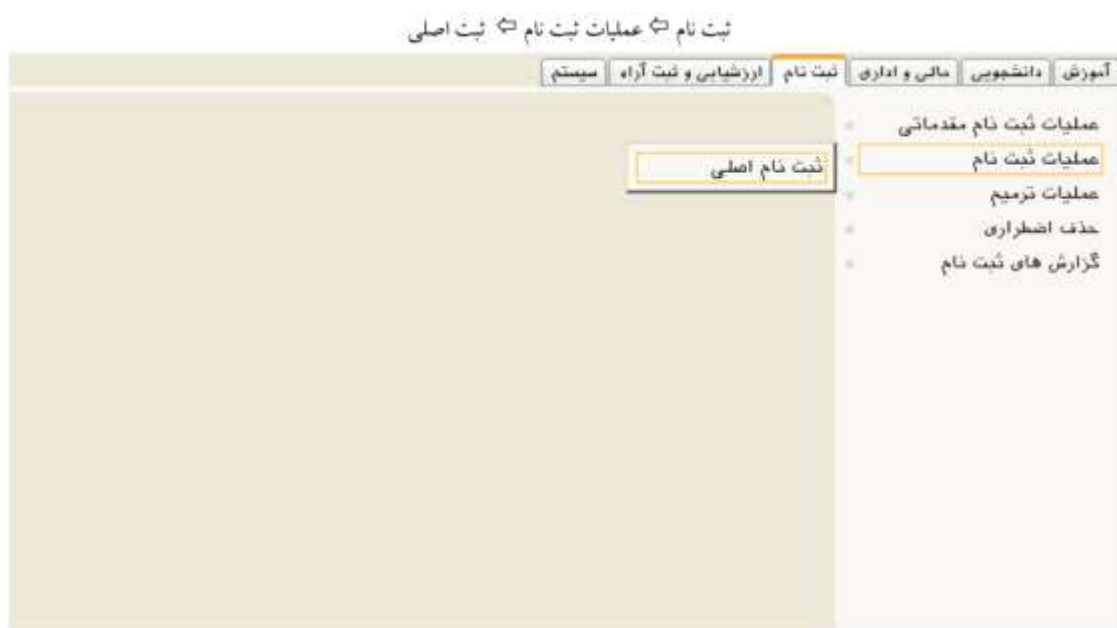 ثبت نام ⇦ عملیات ثبت نام ⇦ ثبت اصلی
آموزش دانشجویی مالی و اداری ثبت نام ارزشیابی و ثبت آراء سیستم
عملیات ثبت نام مقدماتی
عملیات ثبت نام
ثبت نام اصلی
عملیات ترمیم
حذف اضطراری
گزارش های ثبت نام